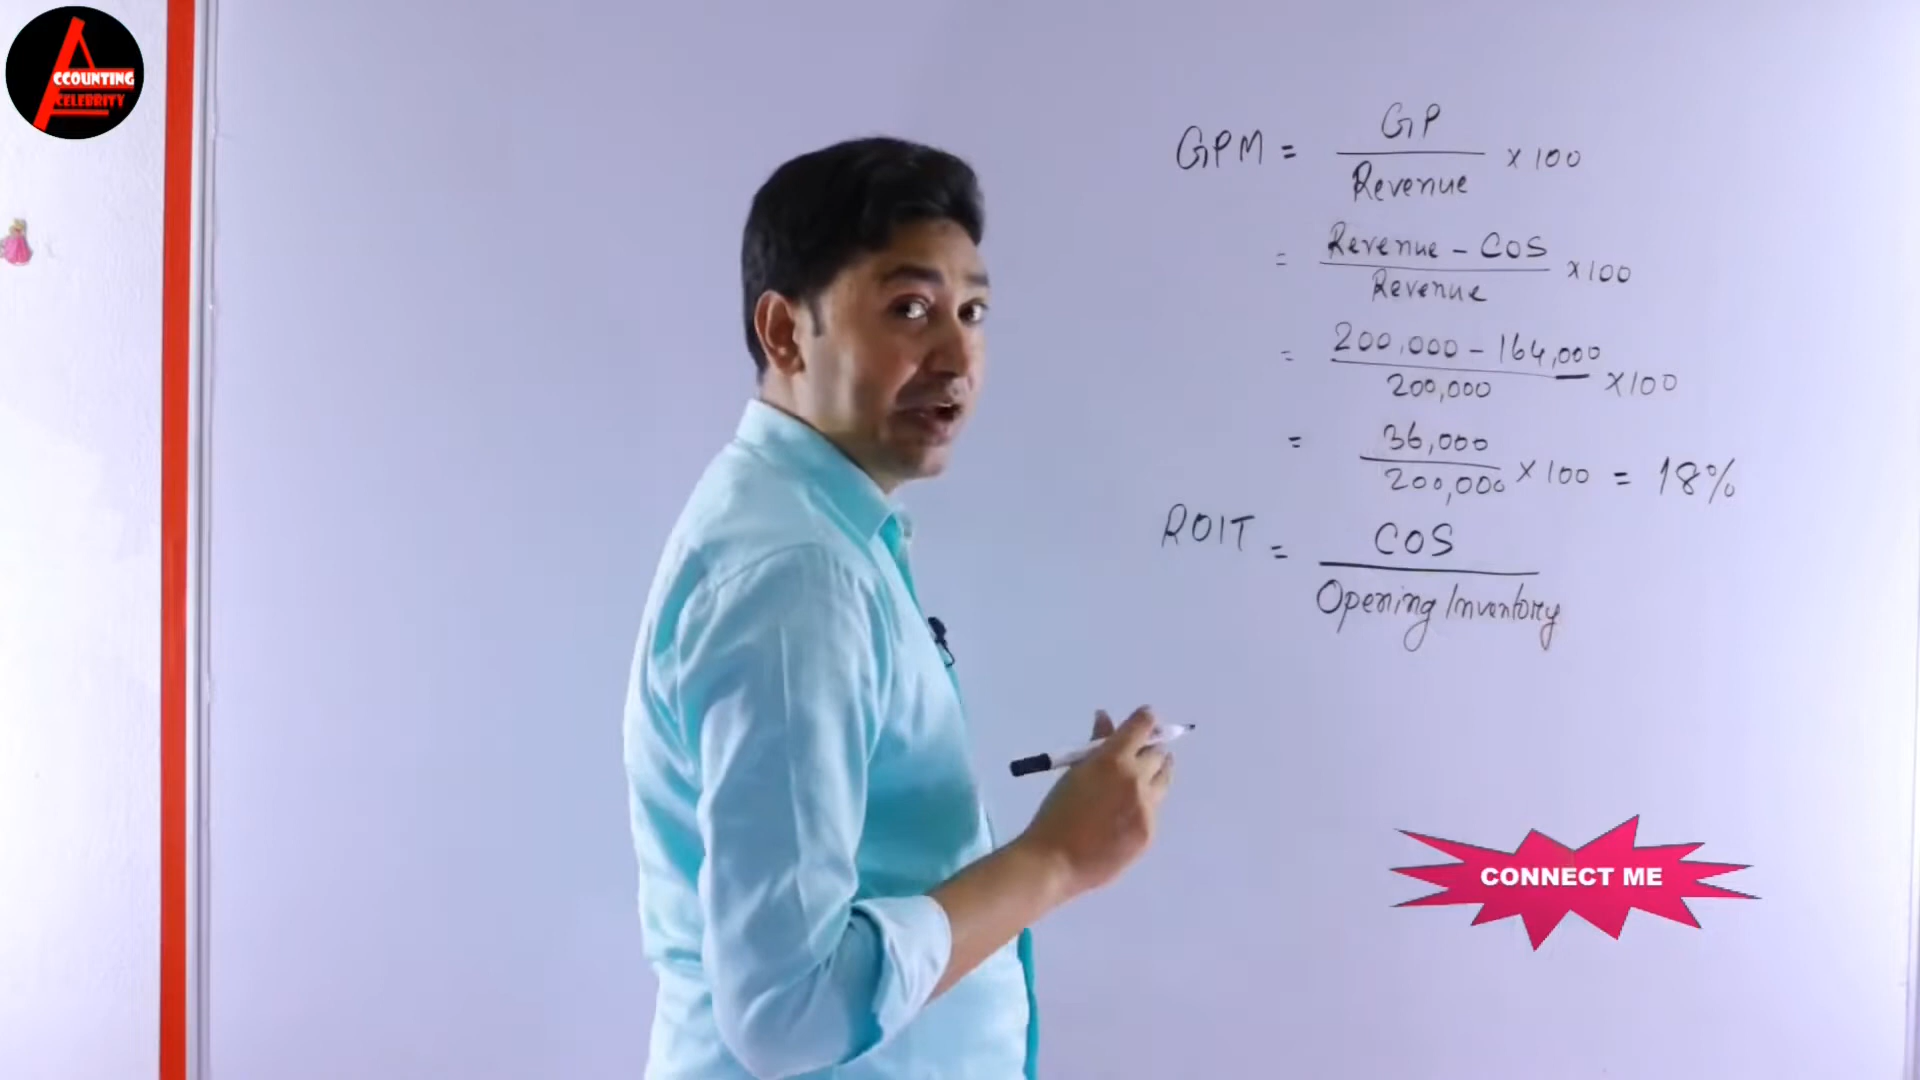 ACCOUNTING
CELEBRITY
GPM = GP / Revenue × 100
= Revenue - COS / Revenue × 100
= 200,000 - 164,000 / 200,000 × 100
= 36,000 / 200,000 × 100 = 18%
ROIT = COS / Opening Inventory
CONNECT ME